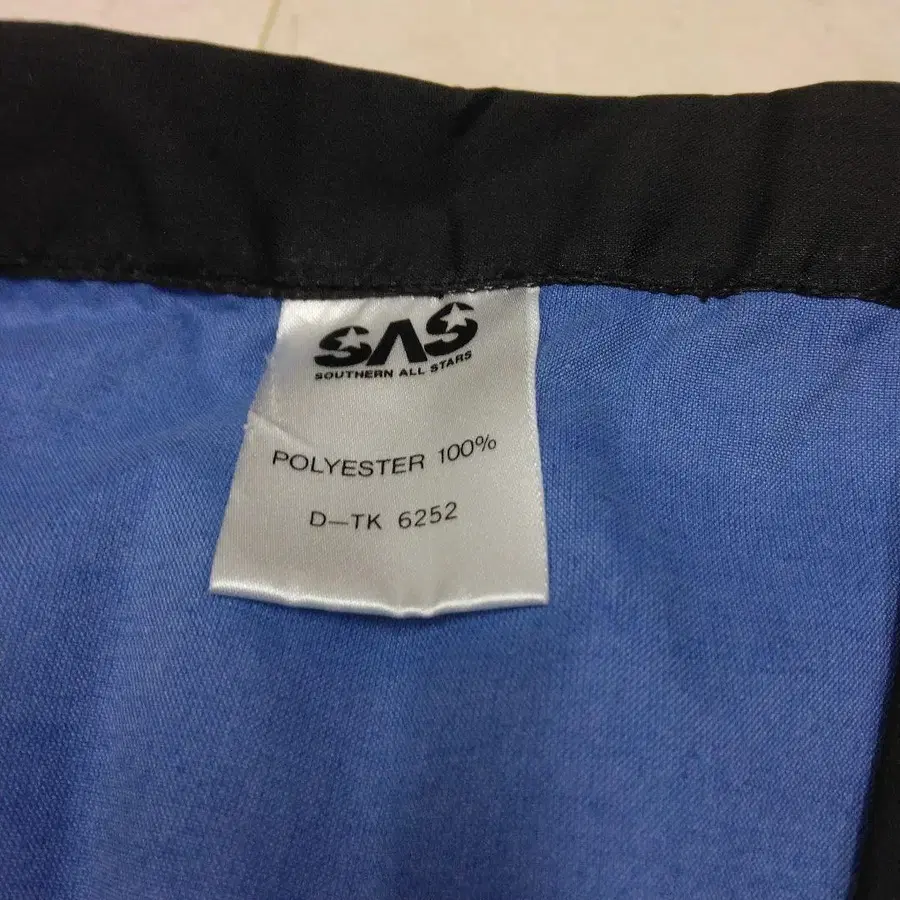 SAS
SOUTHERN ALL STARS
POLYESTER 100%
D—TK 6252